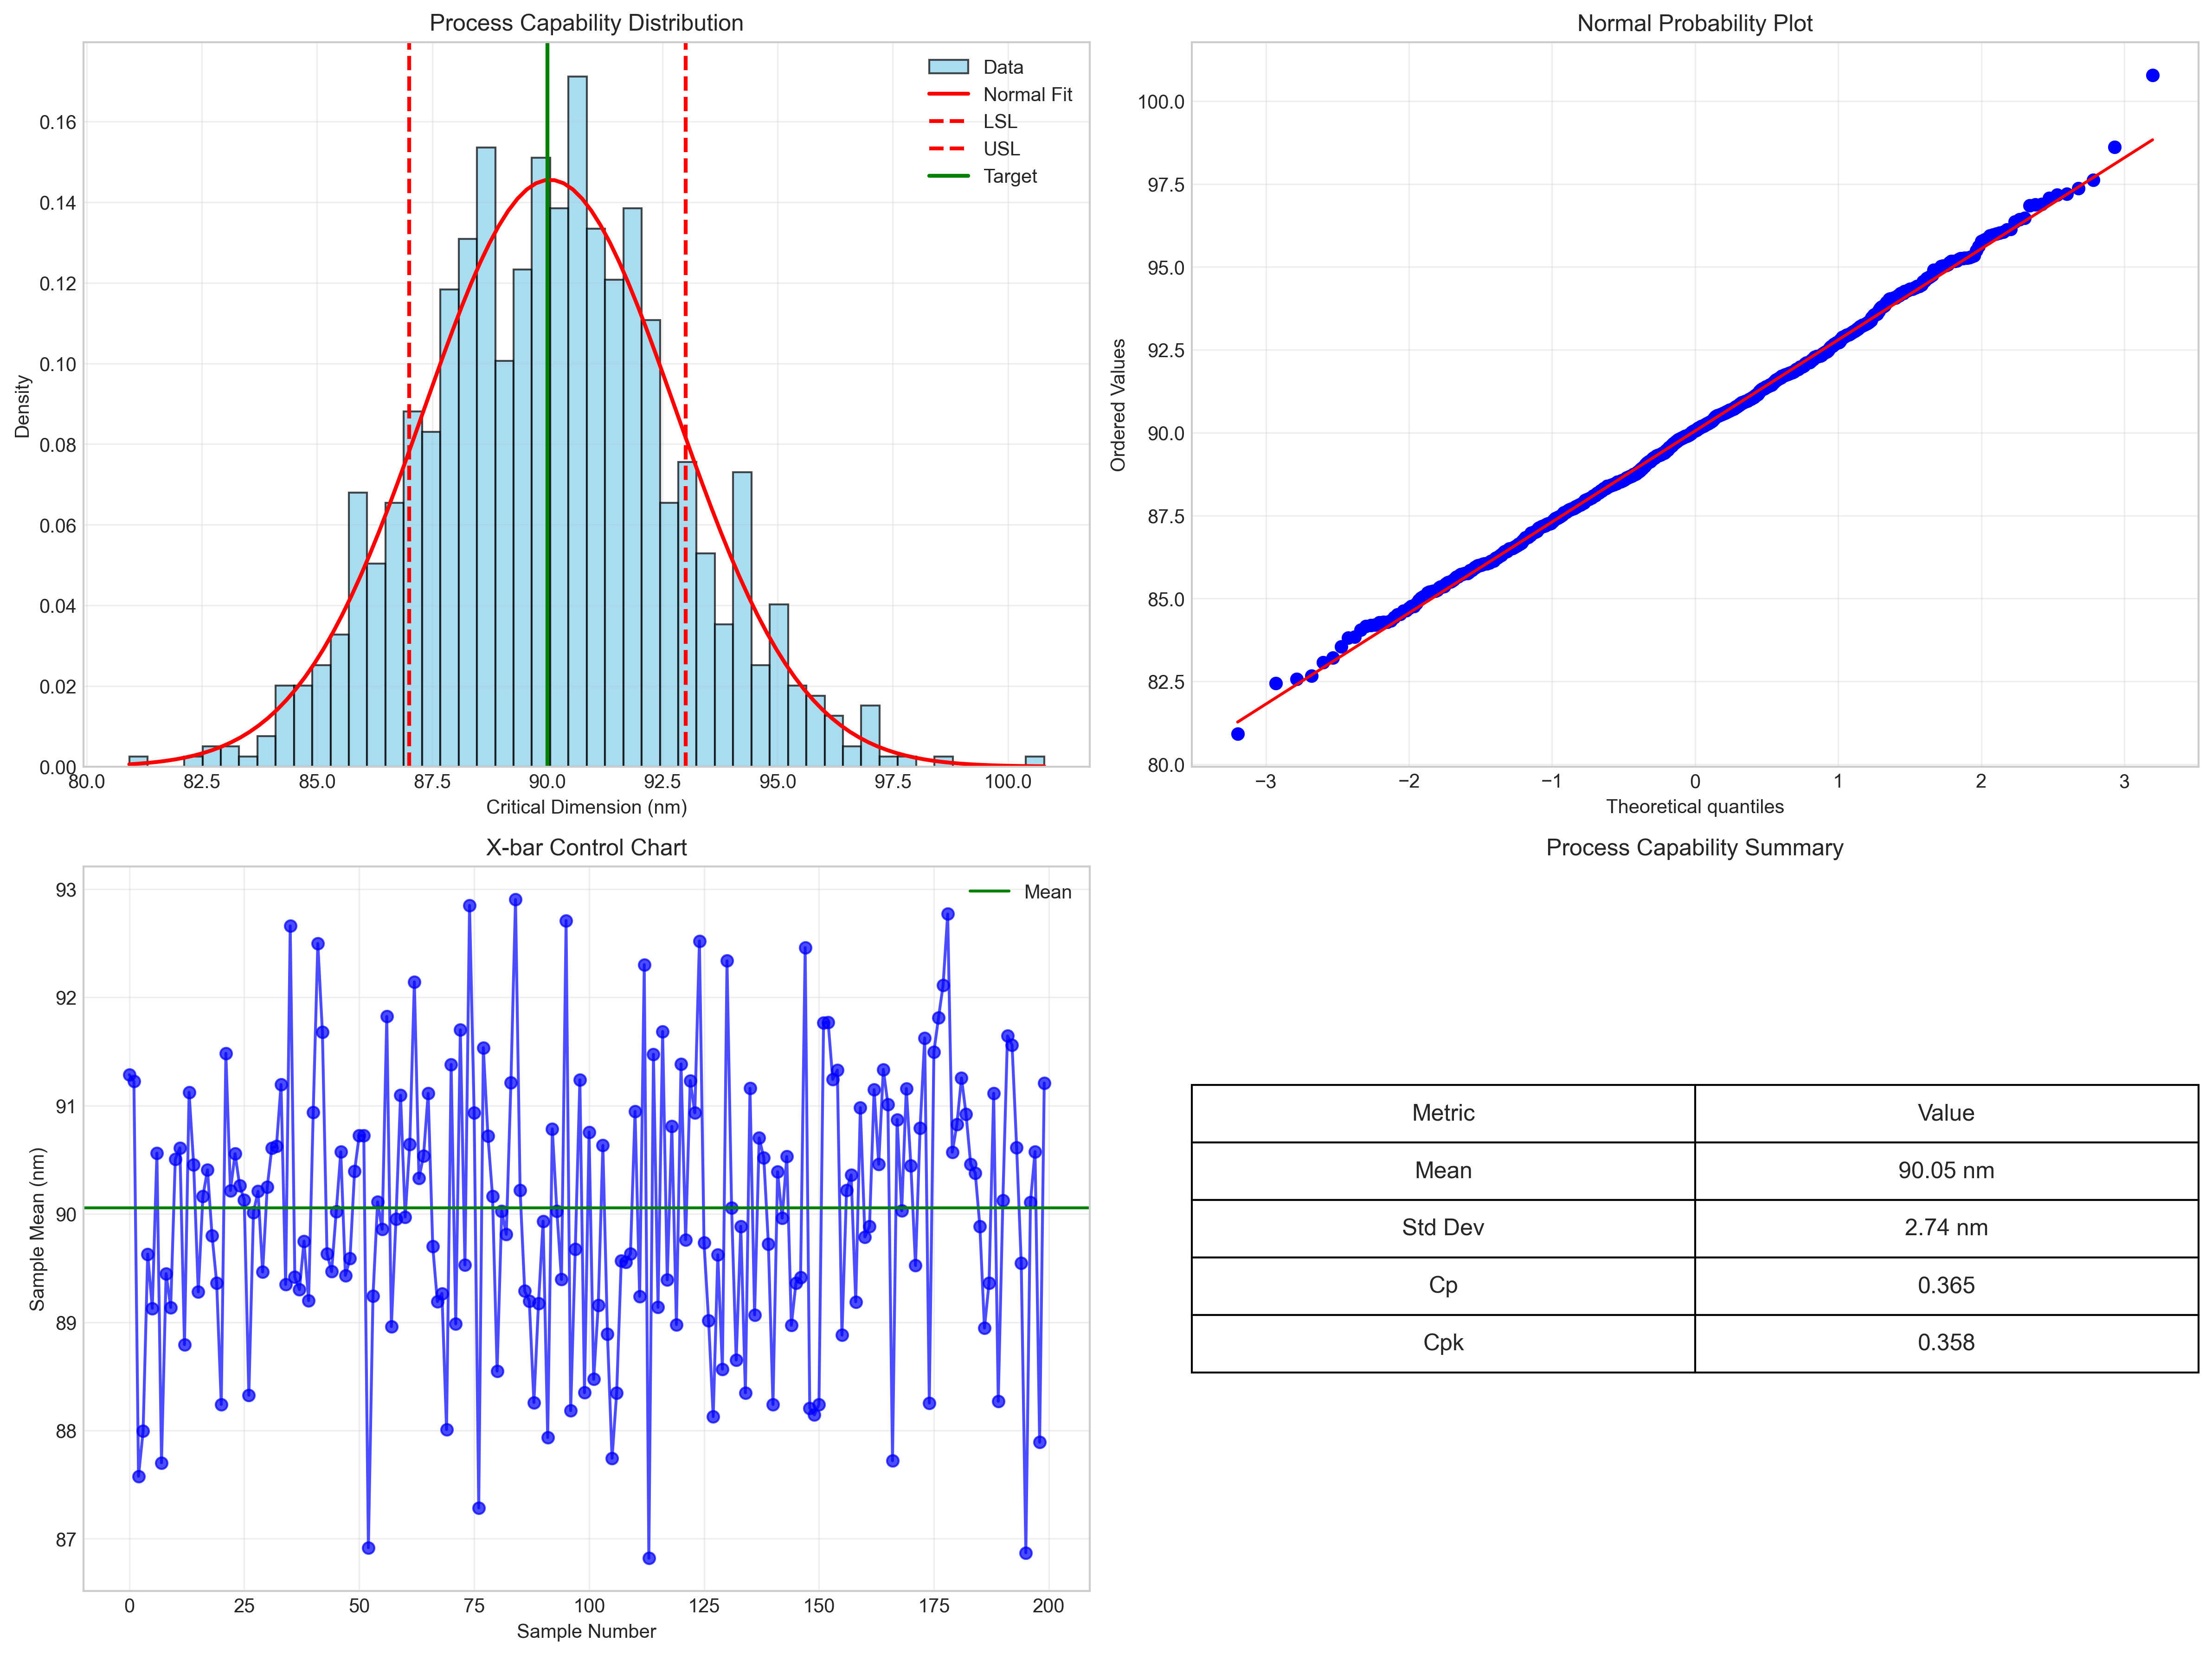 Process Capability Distribution
Data
Normal Fit
LSL
USL
Target
Density
0.16
0.14
0.12
0.10
0.08
0.06
0.04
0.02
0.00
80.0 82.5 85.0 87.5 90.0 92.5 95.0 97.5 100.0
Critical Dimension (nm)
Normal Probability Plot
Ordered Values
100.0
97.5
95.0
92.5
90.0
87.5
85.0
82.5
80.0
−3 −2 −1 0 1 2 3
Theoretical quantiles
X-bar Control Chart
Mean
Sample Mean (nm)
93
92
91
90
89
88
87
0 25 50 75 100 125 150 175 200
Sample Number
Process Capability Summary
Metric Value
Mean 90.05 nm
Std Dev 2.74 nm
Cp 0.365
Cpk 0.358